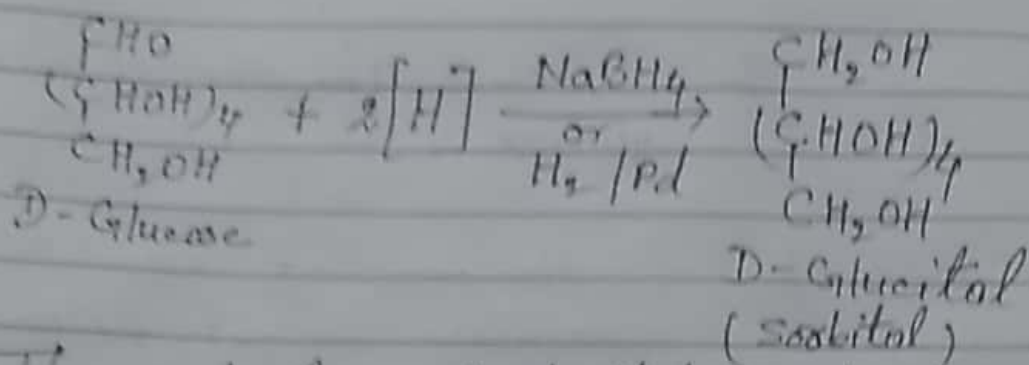 CHO
(CHOH)4 + 2[H] NaBH4 or H2/Pd → (CHOH)4
CH2OH
CH2OH
CH2OH
D-Glucose
D-Glucitol
(Sorbitol)